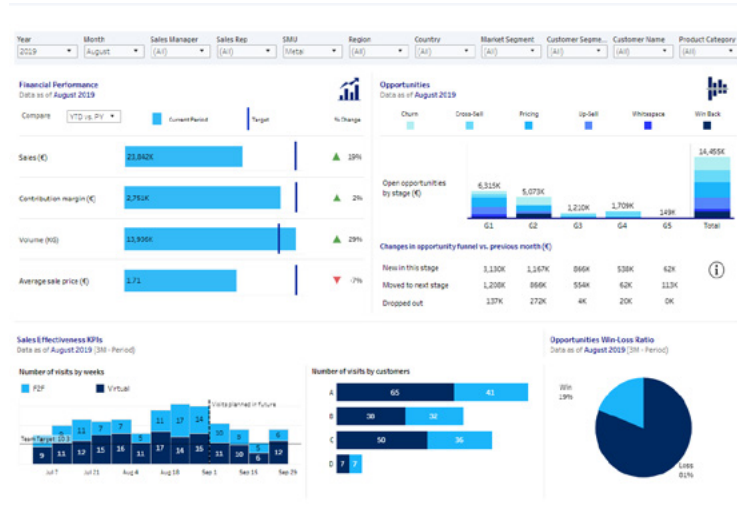 Year Month Sales Manager Sales Rep SMU Region Country Market Segment Customer Segme... Customer Name Product Category
2019 August (All) (All) Metal (All) (All) (All) (All) (All) (All)
Financial Performance
Data as of August 2019
Compare YTD vs. PY Current Period Target % Change
Sales (€) 23,842K 19%
Contribution margin (€) 2,751K 2%
Volume (KG) 13,936K 29%
Average sale price (€) 1.71 -7%
Opportunities
Data as of August 2019
Churn Cross-Sell Pricing Up-Sell Whitespace Win Back
Open opportunities
by stage (€)
6,315K 5,073K 1,210K 1,709K 149K 14,455K
G1 G2 G3 G4 G5 Total
Changes in opportunity funnel vs. previous month (€)
New in this stage 1,130K 1,167K 866K 538K 62K
Moved to next stage 1,208K 866K 554K 62K 113K
Dropped out 137K 272K 4K 20K 0K
Sales Effectiveness KPIs
Data as of August 2019 (3M - Period)
Number of visits by weeks
F2F Virtual
Visits planned in future
11 7 7 5 11 17 14 10 9 5 6
Team Target: 10.3
9 11 12 15 16 11 17 14 15 11 10 6 12
Jul 7 Jul 21 Aug 4 Aug 18 Sep 1 Sep 15 Sep 29
Number of visits by customers
A 65 41
B 38 32
C 50 36
D 7 7
Opportunities Win-Loss Ratio
Data as of August 2019 (3M - Period)
Win
19%
Loss
81%